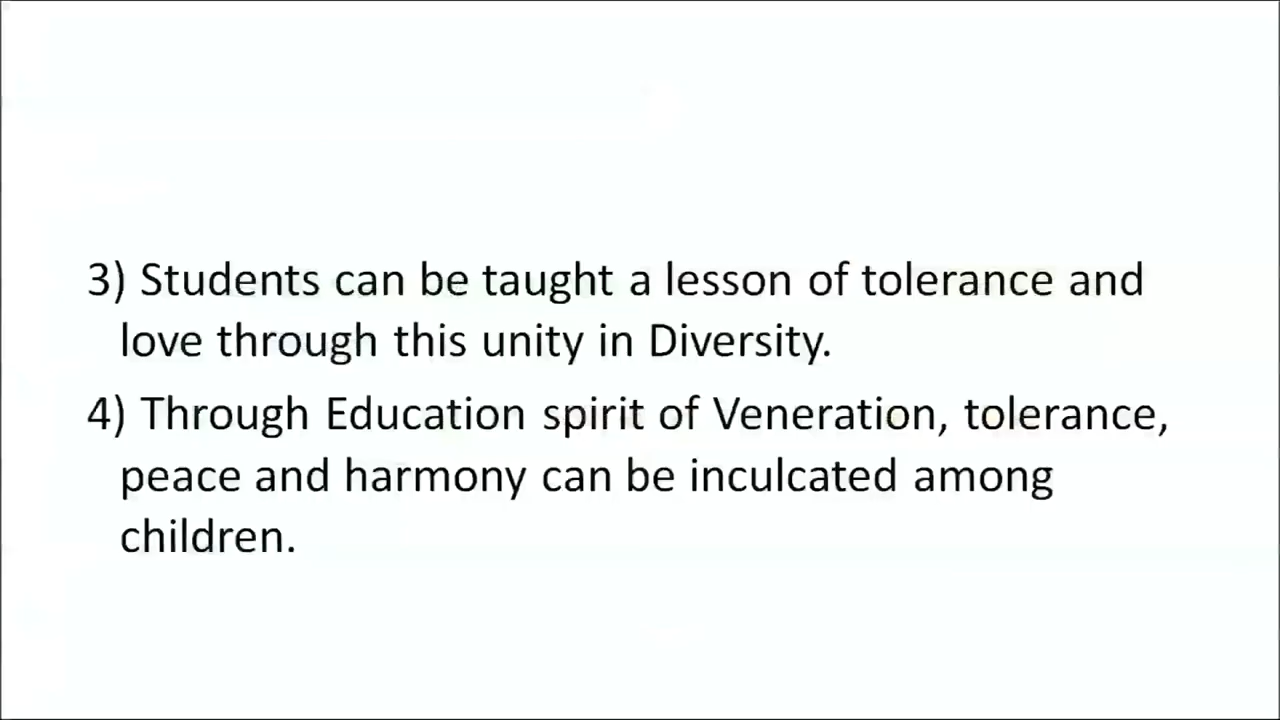 3) Students can be taught a lesson of tolerance and
love through this unity in Diversity.
4) Through Education spirit of Veneration, tolerance,
peace and harmony can be inculcated among
children.